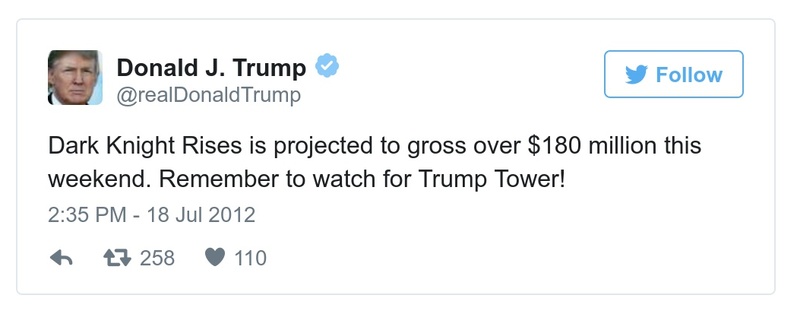 Donald J. Trump
Follow
@realDonaldTrump
Dark Knight Rises is projected to gross over $180 million this
weekend. Remember to watch for Trump Tower!
2:35 PM - 18 Jul 2012
258 110